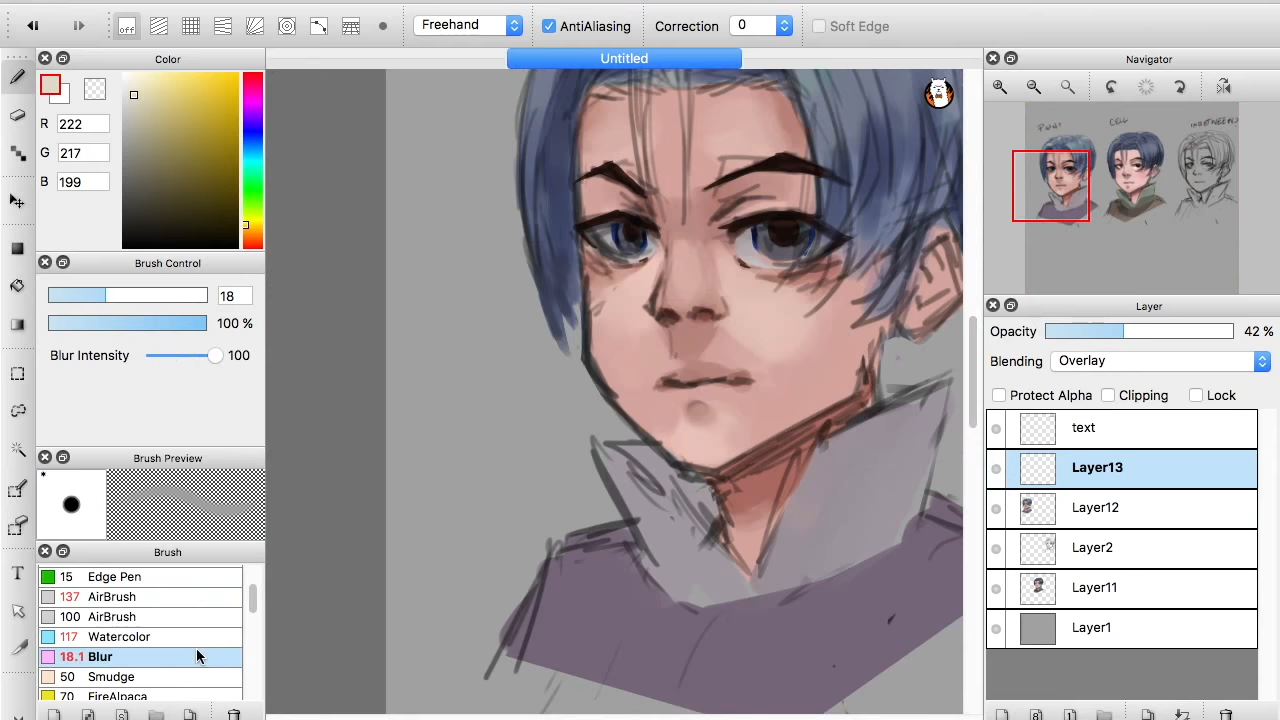 off
Freehand
AntiAliasing
Correction
0
Soft Edge
Color
R 222
G 217
B 199
Brush Control
18
100 %
Blur Intensity 100
Brush Preview
*
Brush
15 Edge Pen
137 AirBrush
100 AirBrush
117 Watercolor
18.1 Blur
50 Smudge
70 FireAlpaca
Untitled
Navigator
CELL
Layer
Opacity 42 %
Blending Overlay
Protect Alpha Clipping Lock
text
Layer13
Layer12
Layer2
Layer11
Layer1